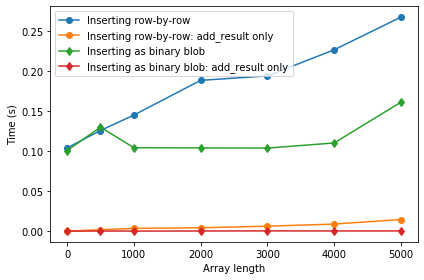 Inserting row-by-row
Inserting row-by-row: add_result only
Inserting as binary blob
Inserting as binary blob: add_result only
0.25
0.20
0.15
0.10
0.05
0.00
Time (s)
0 1000 2000 3000 4000 5000
Array length